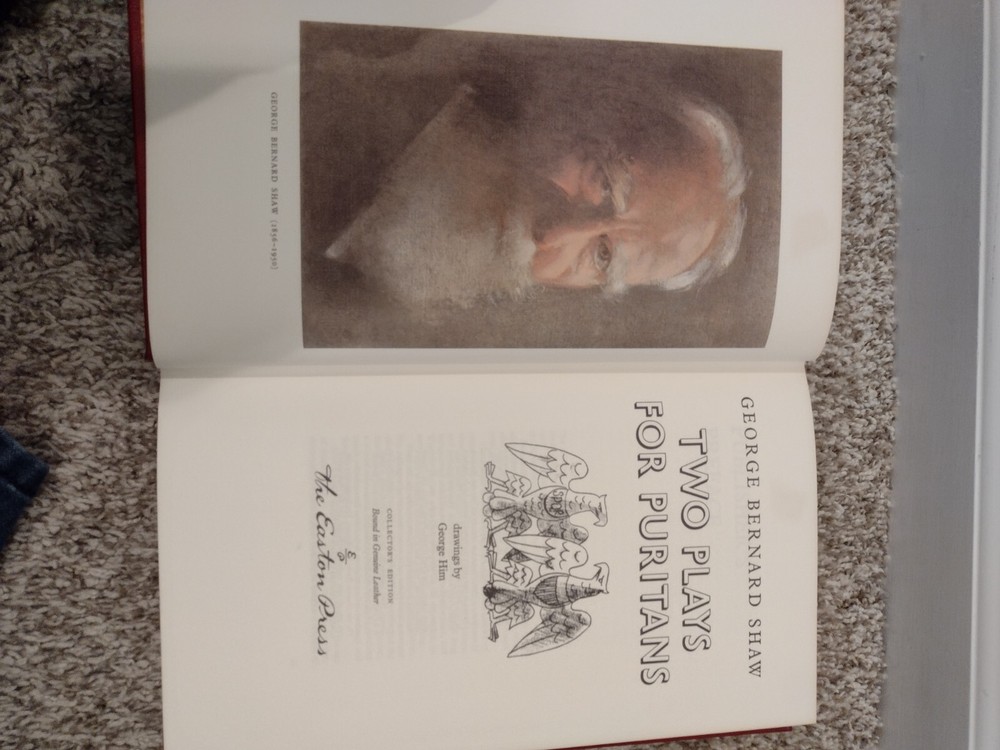 GEORGE BERNARD SHAW (1856–1950)
GEORGE BERNARD SHAW
TWO PLAYS
FOR PURITANS
SPQR
drawings by
George Him
COLLECTOR'S EDITION
Bound in Genuine Leather
E
P
The Easton Press